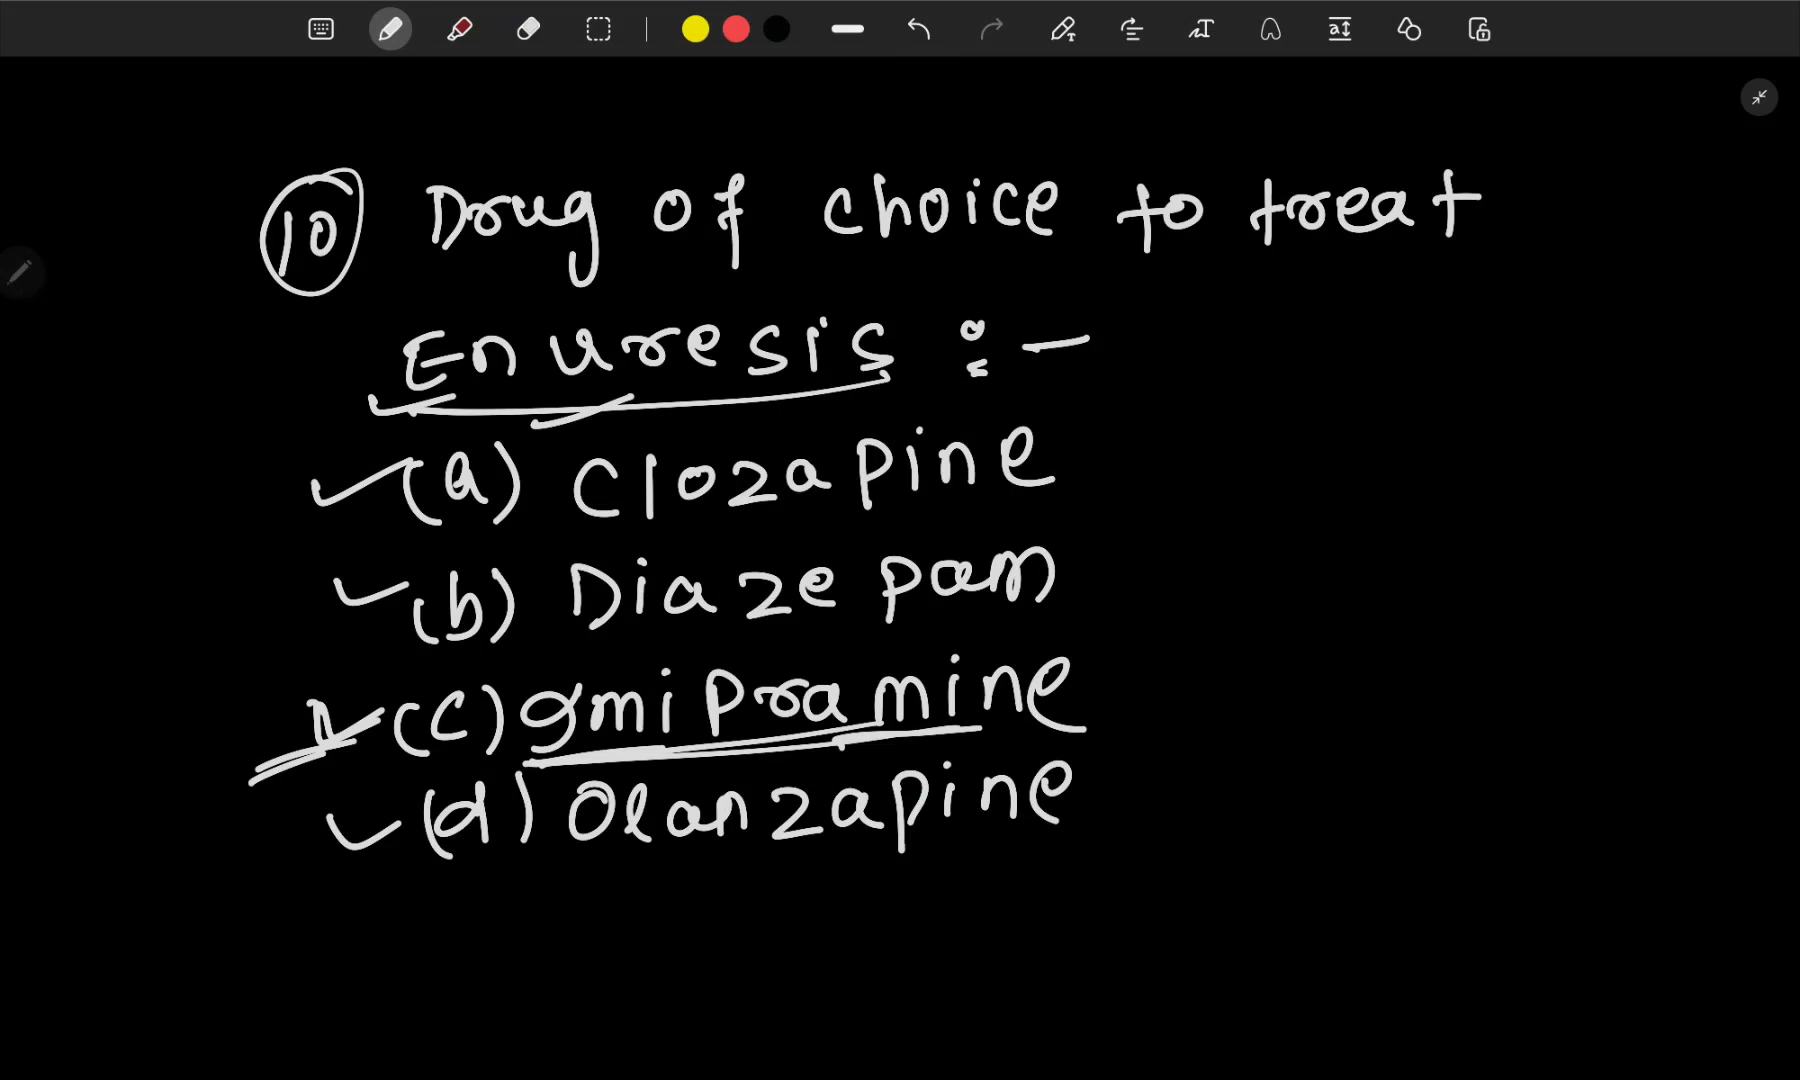 10 Drug of choice to treat
Enuresis :-
(a) Clozapine
(b) Diazepam
(c) Imipramine
(d) Olanzapine